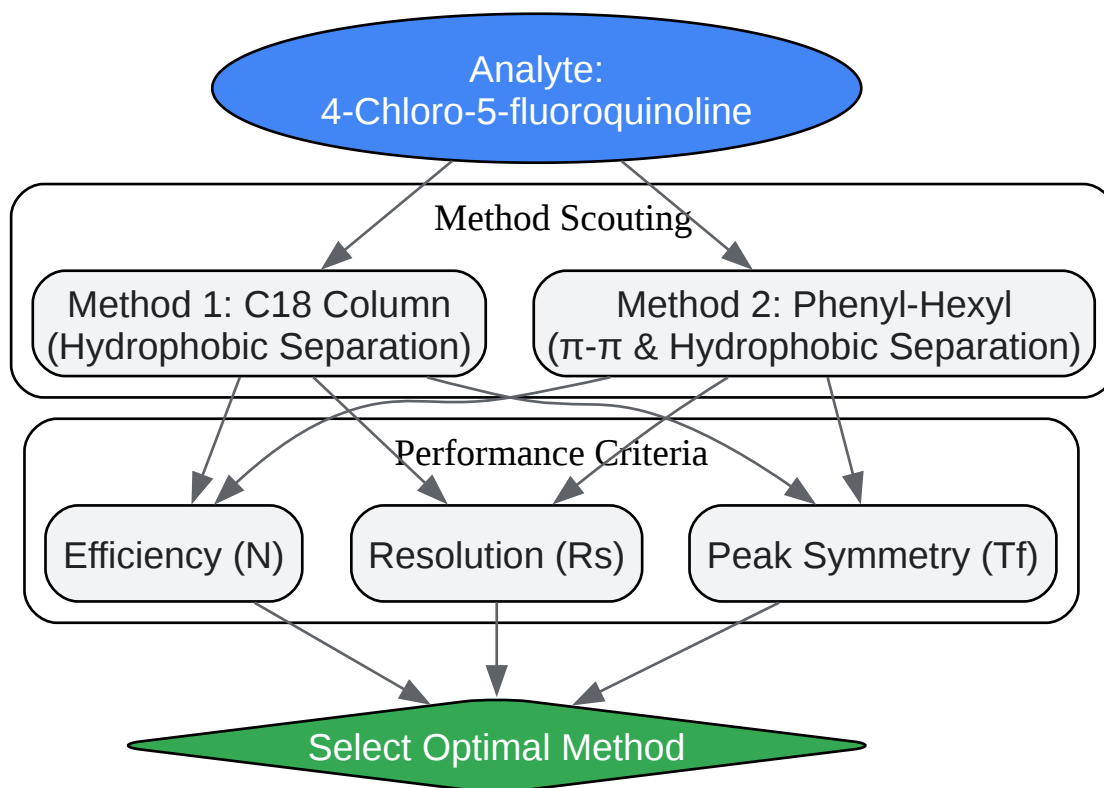 Analyte:
4-Chloro-5-fluoroquinoline
Method Scouting
Method 1: C18 Column
(Hydrophobic Separation)
Method 2: Phenyl-Hexyl
(π-π & Hydrophobic Separation)
Performance Criteria
Efficiency (N)
Resolution (Rs)
Peak Symmetry (Tf)
Select Optimal Method